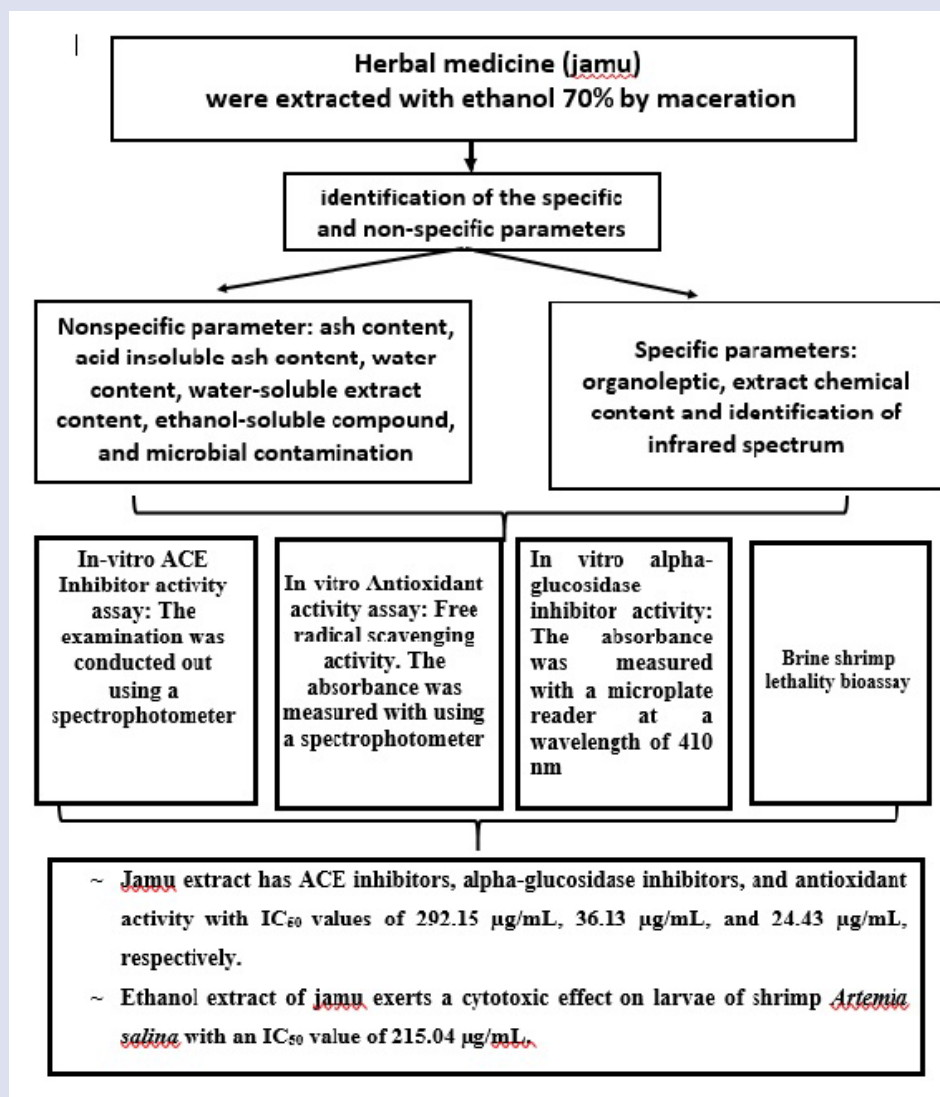 Herbal medicine (jamu)
were extracted with ethanol 70% by maceration
identification of the specific
and non-specific parameters
Nonspecific parameter: ash content,
acid insoluble ash content, water
content, water-soluble extract
content, ethanol-soluble compound,
and microbial contamination
Specific parameters:
organoleptic, extract chemical
content and identification of
infrared spectrum
In-vitro ACE
Inhibitor activity
assay: The
examination was
conducted out
using a
spectrophotometer
In vitro Antioxidant
activity assay: Free
radical scavenging
activity. The
absorbance was
measured with using
a spectrophotometer
In vitro alpha-
glucosidase
inhibitor activity:
The absorbance
was measured
with a microplate
reader at a
wavelength of 410
nm
Brine shrimp
lethality bioassay
~ Jamu extract has ACE inhibitors, alpha-glucosidase inhibitors, and antioxidant
activity with IC₅₀ values of 292.15 µg/mL, 36.13 µg/mL, and 24.43 µg/mL,
respectively.
~ Ethanol extract of jamu exerts a cytotoxic effect on larvae of shrimp Artemia
salina with an IC₅₀ value of 215.04 µg/mL.